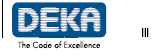 DEKA
The Code of Excellence